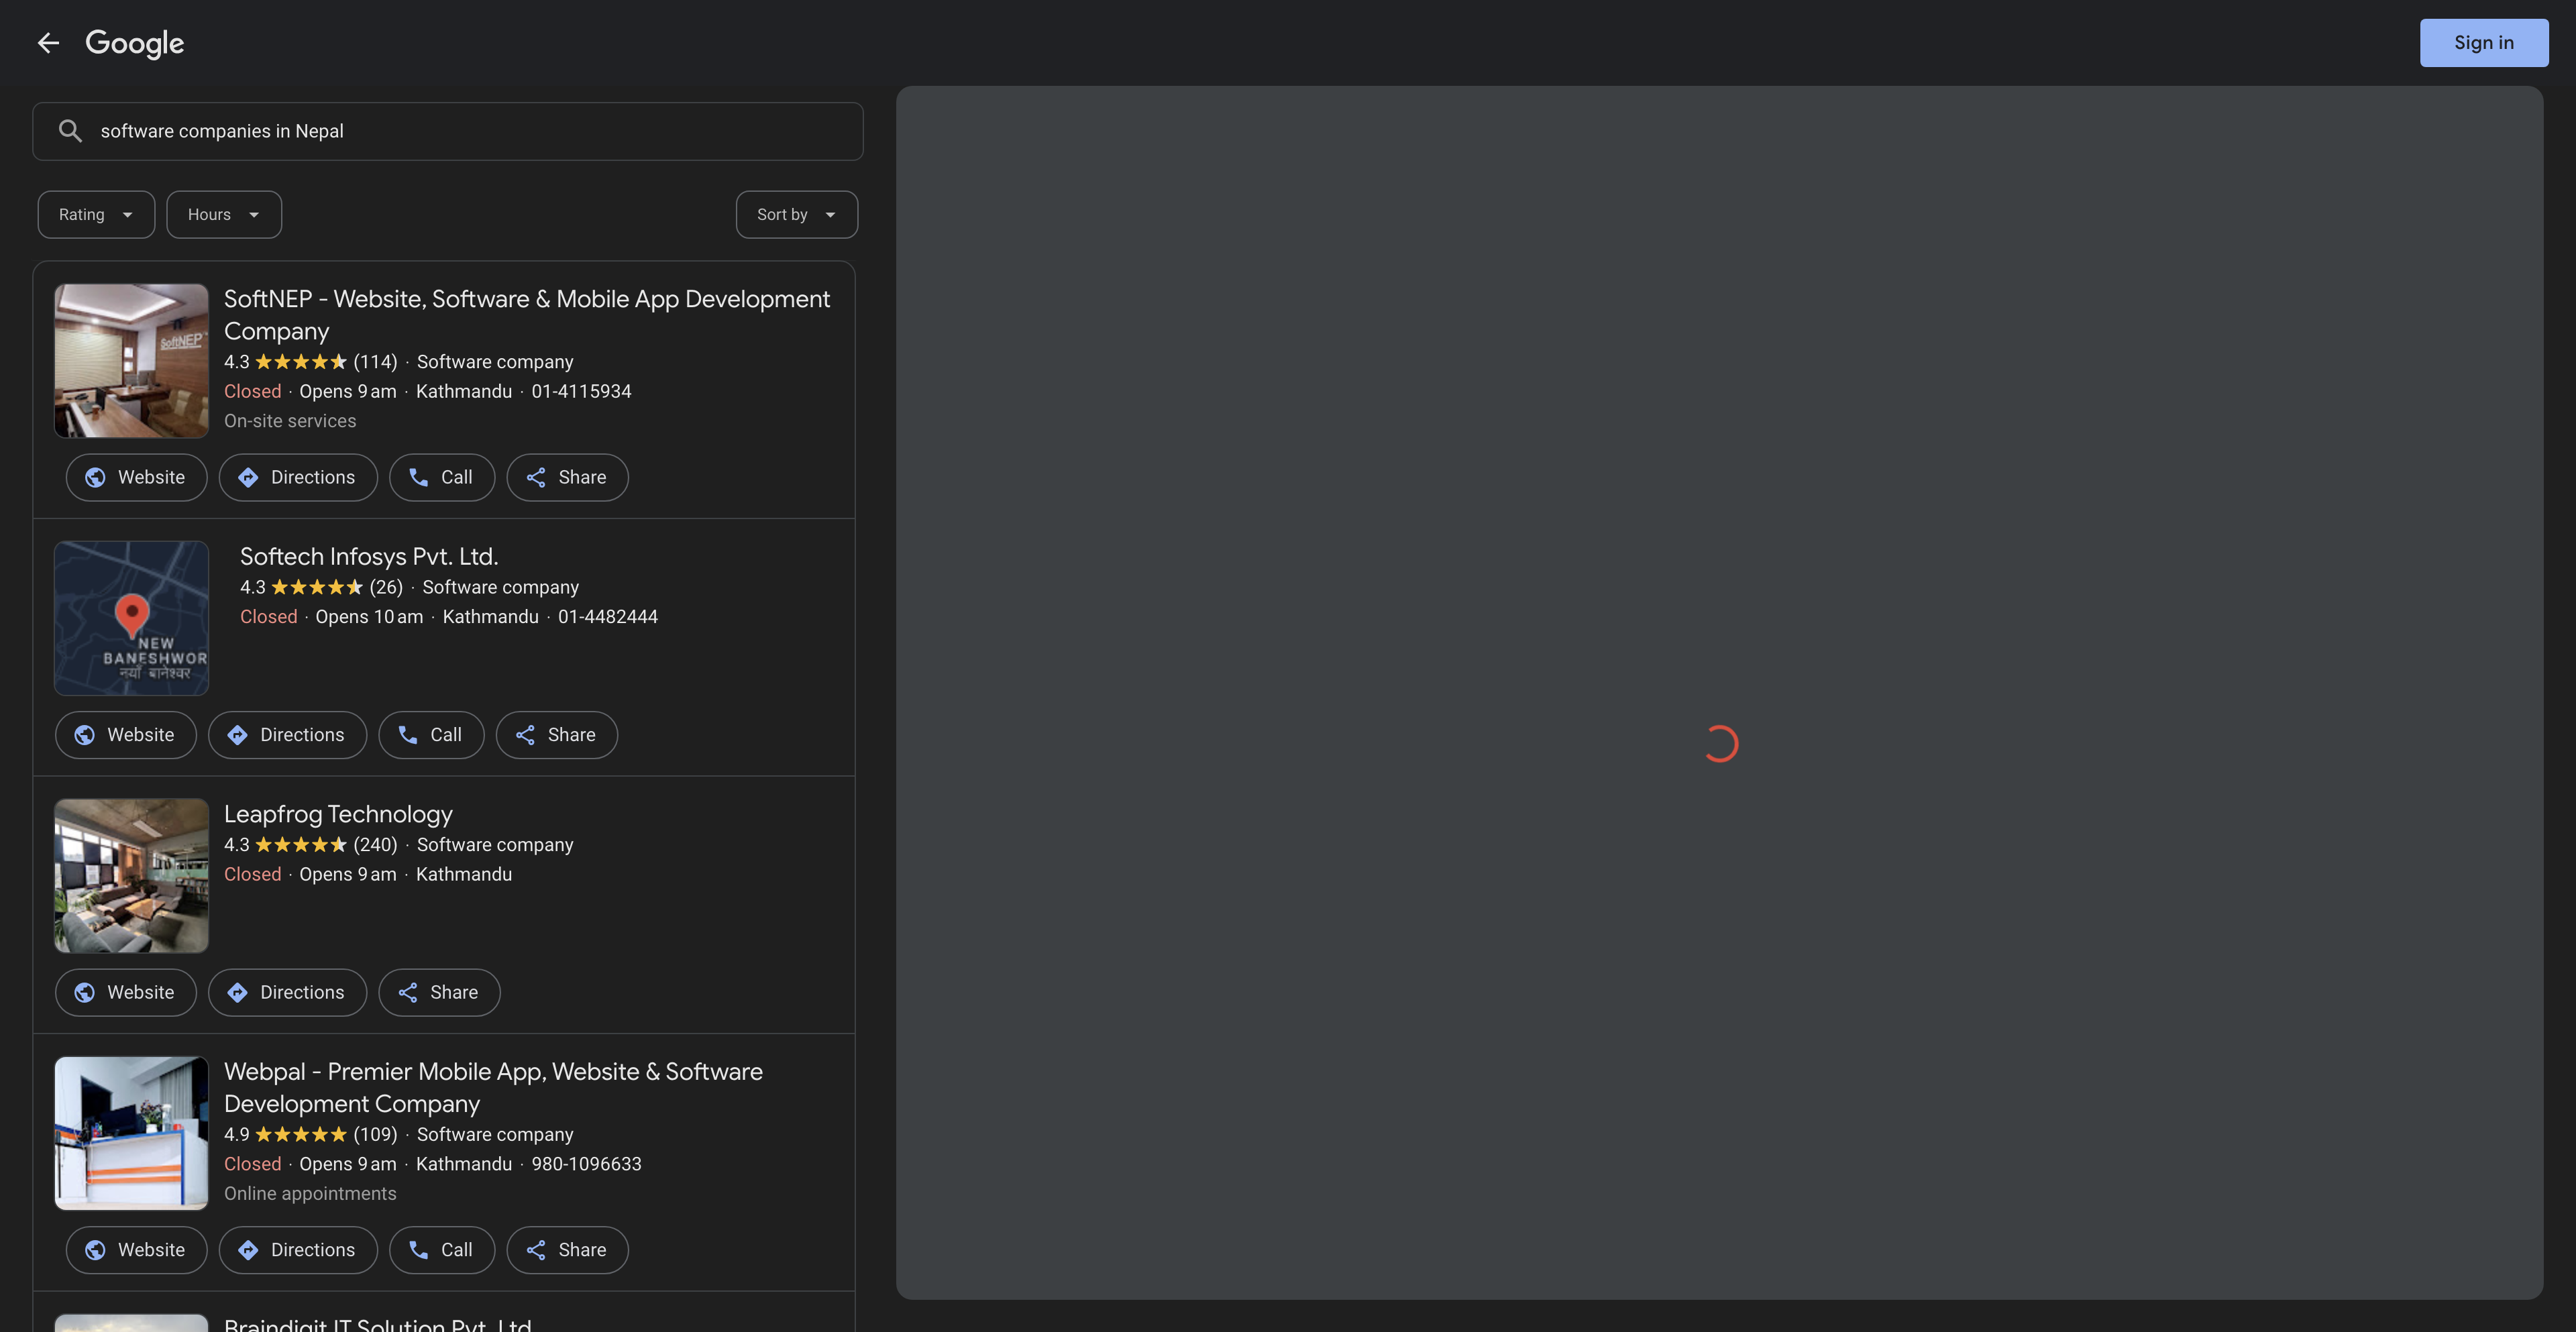 Google
Sign in
software companies in Nepal
Rating
Hours
Sort by
SoftNEP
SoftNEP - Website, Software & Mobile App Development
Company
4.3 (114) · Software company
Closed · Opens 9 am · Kathmandu · 01-4115934
On-site services
Website
Directions
Call
Share
NEW
BANESHWOR
नयाँ बानेश्वर
Softech Infosys Pvt. Ltd.
4.3 (26) · Software company
Closed · Opens 10 am · Kathmandu · 01-4482444
Website
Directions
Call
Share
Leapfrog Technology
4.3 (240) · Software company
Closed · Opens 9 am · Kathmandu
Website
Directions
Share
Webpal - Premier Mobile App, Website & Software
Development Company
4.9 (109) · Software company
Closed · Opens 9 am · Kathmandu · 980-1096633
Online appointments
Website
Directions
Call
Share
Braindigit IT Solution Pvt. Ltd.